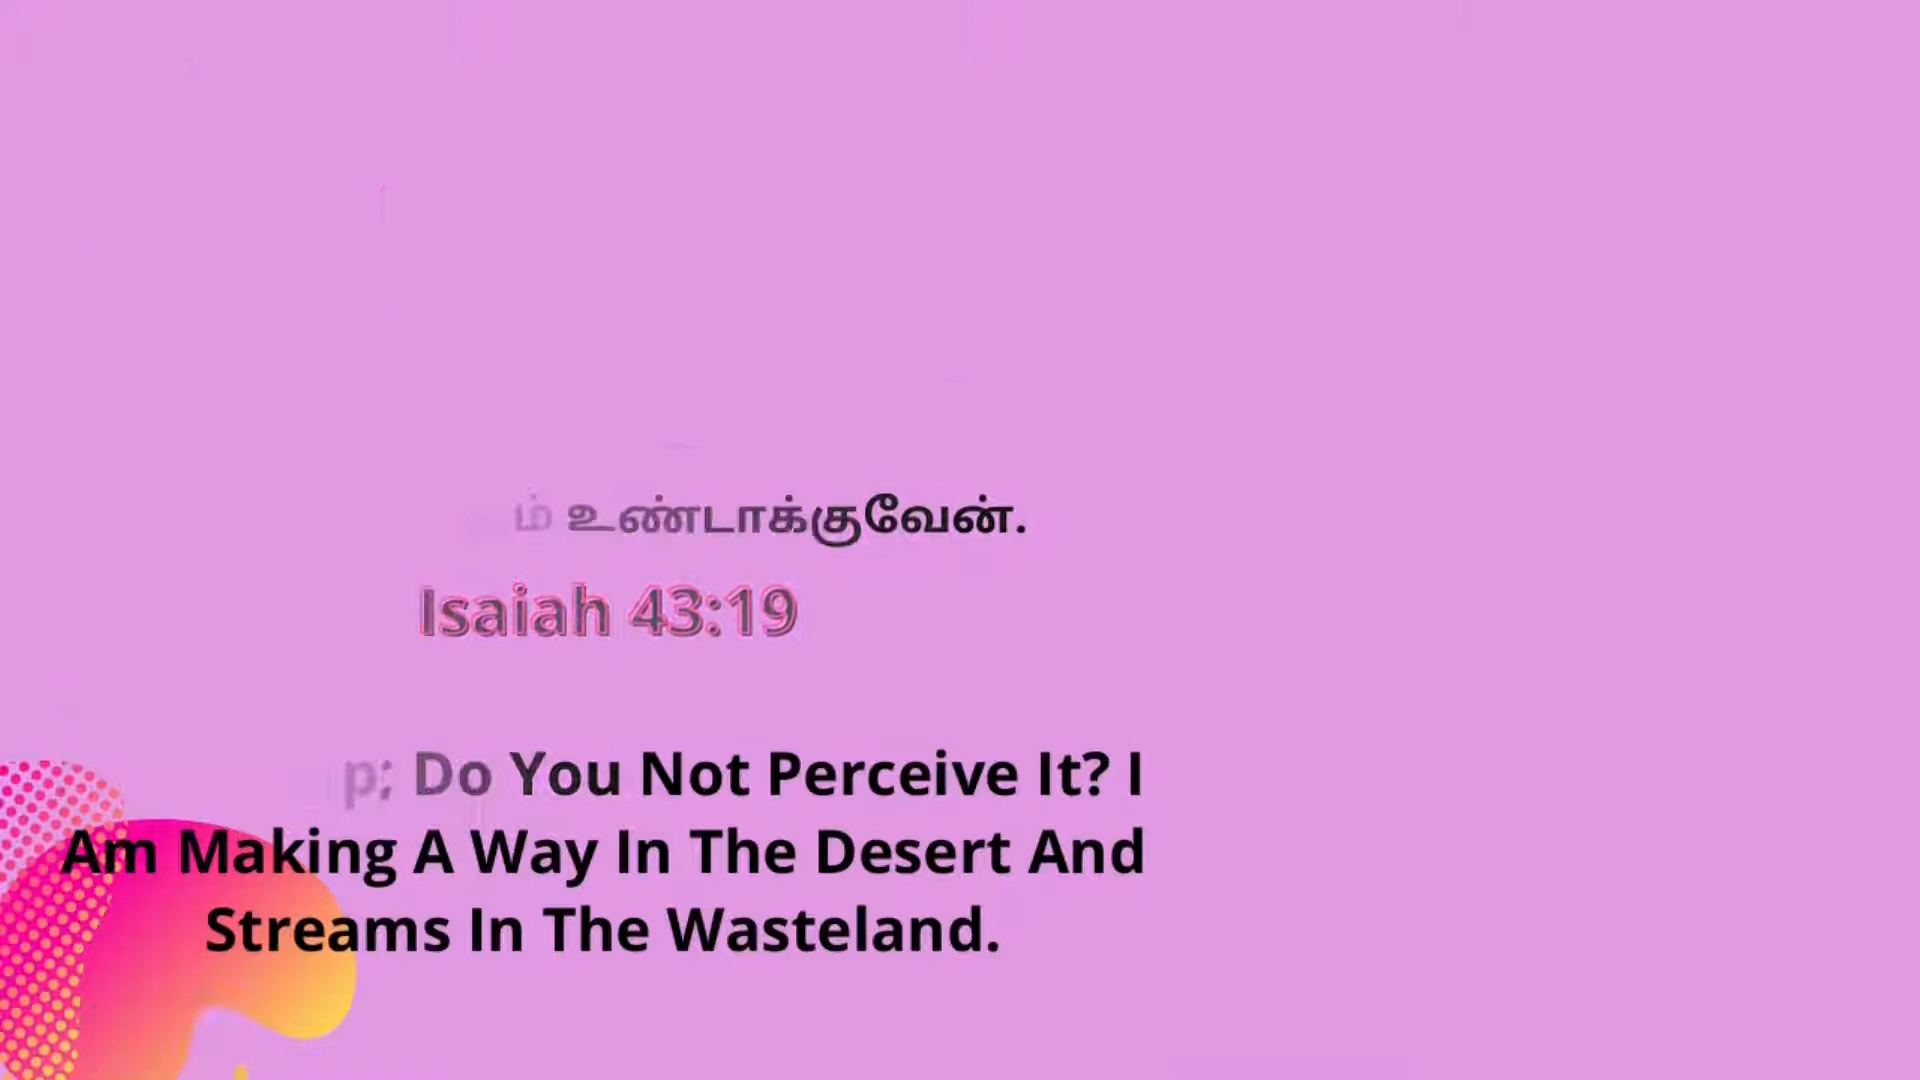 உண்டாக்குவேன்.
Isaiah 43:19
p; Do You Not Perceive It? I
Am Making A Way In The Desert And
Streams In The Wasteland.